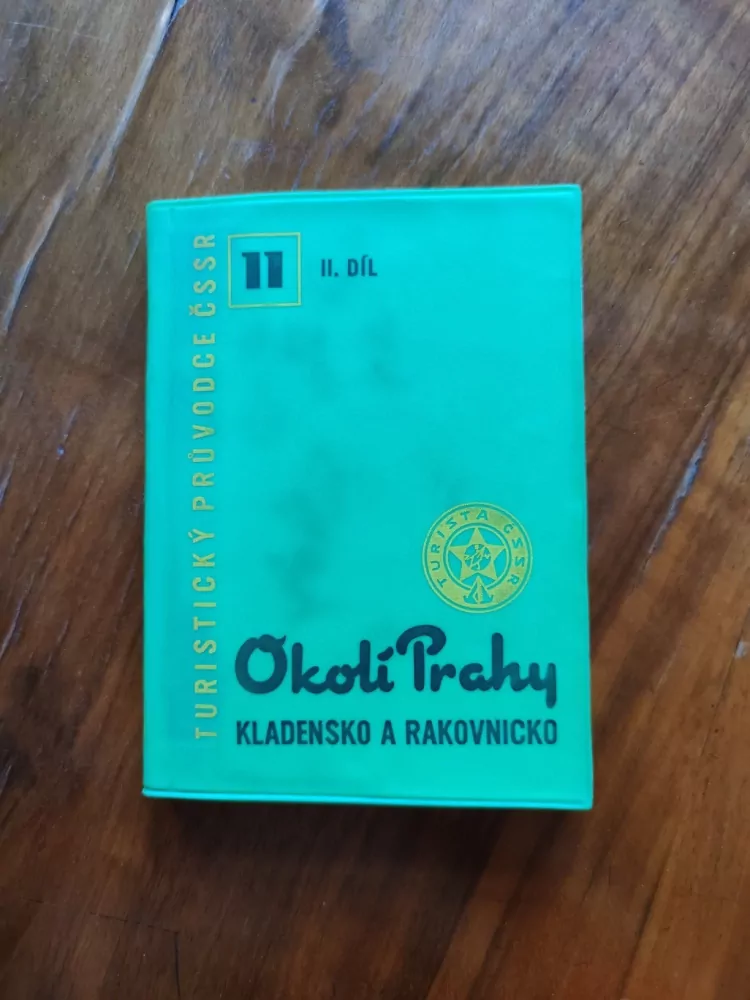 TURISTICKÝ PRŮVODCE ČSSR
11
II. DÍL
TURISTA ČSSR
Okolí Prahy
KLADENSKO A RAKOVNICKO